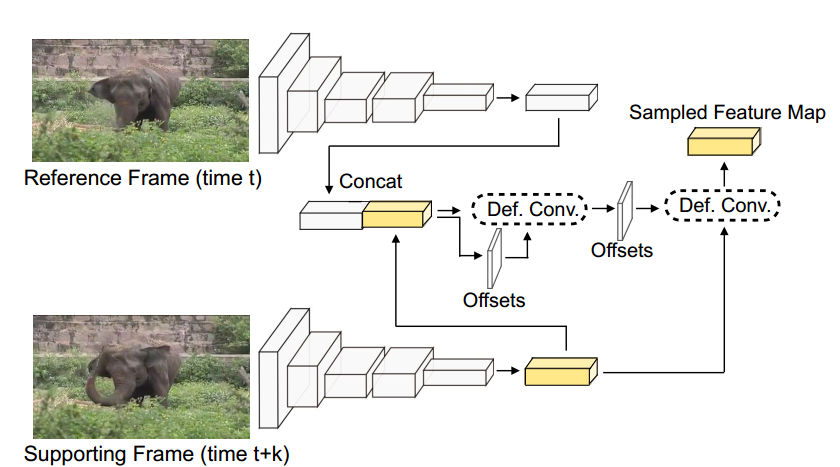 Sampled Feature Map
Reference Frame (time t)
Concat
Def. Conv.
Def. Conv.
Offsets
Offsets
Supporting Frame (time t+k)